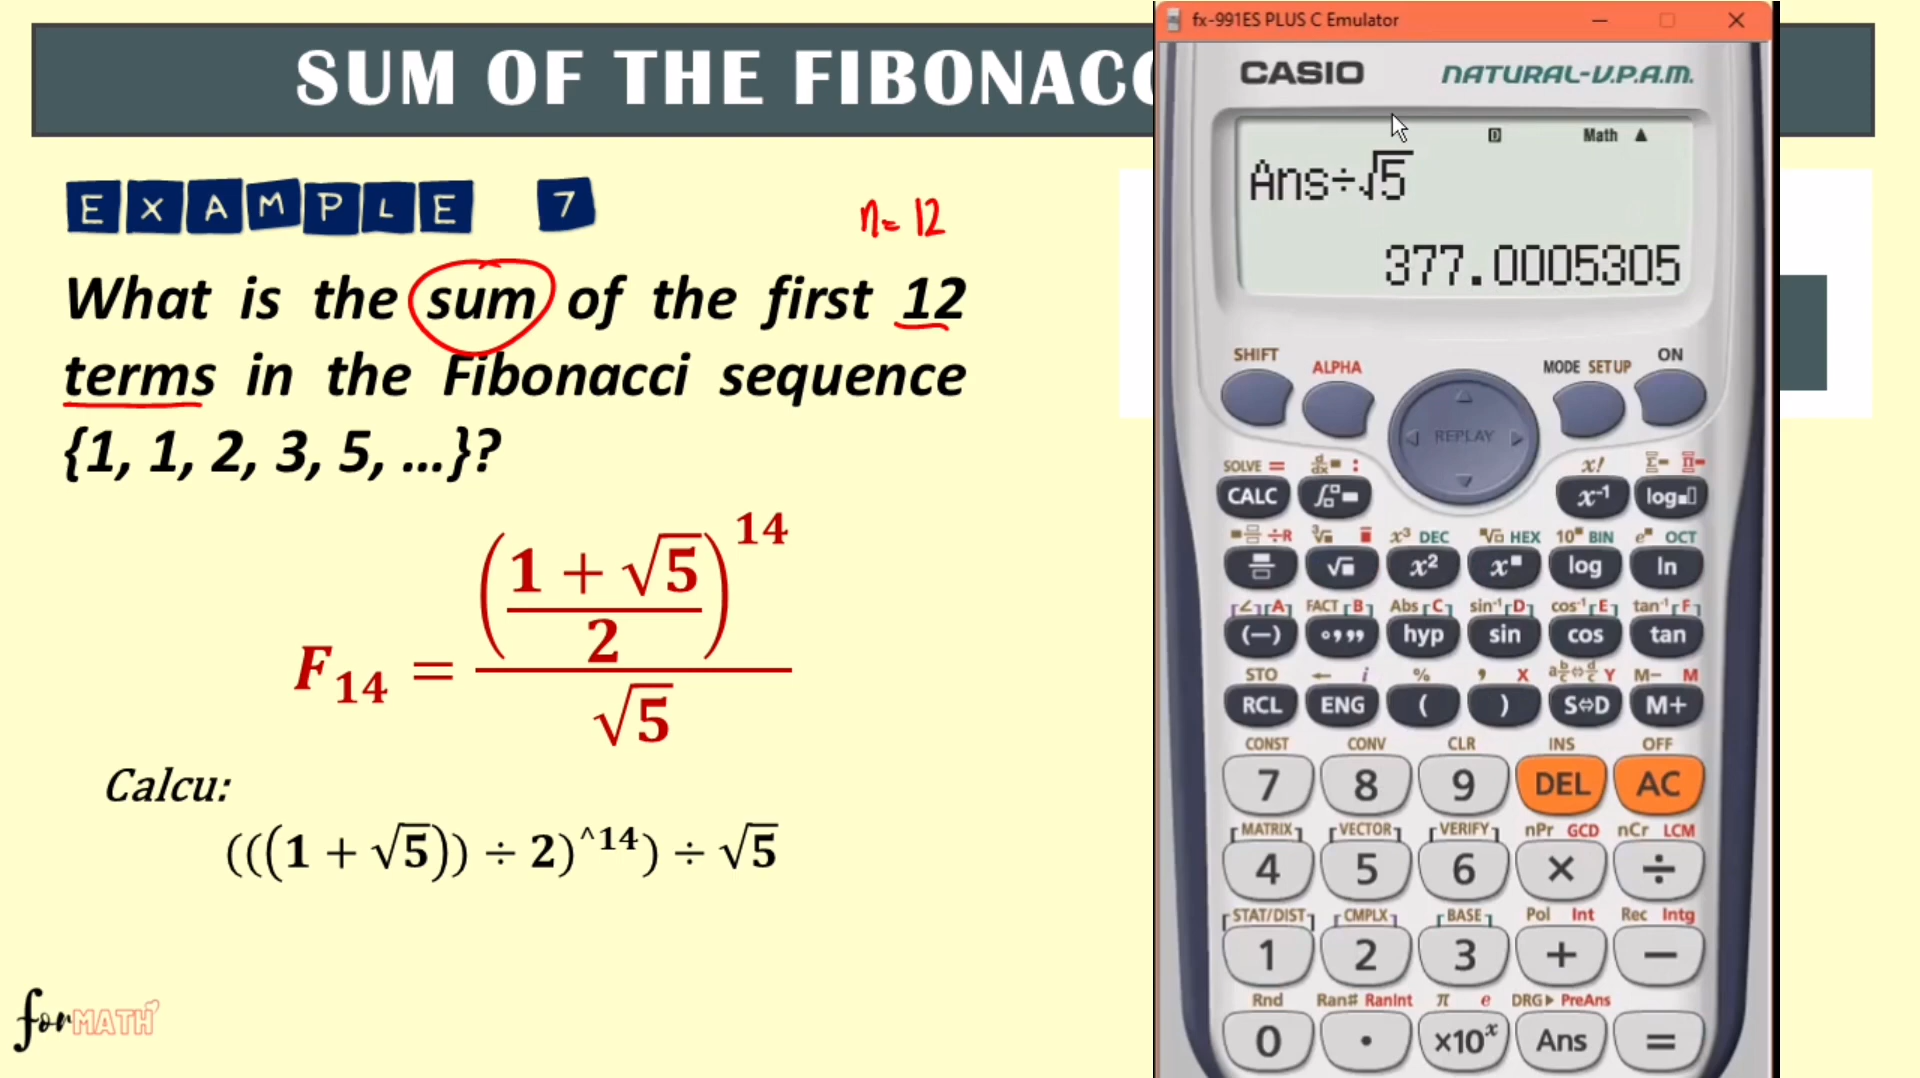 SUM OF THE FIBONACC
EXAMPLE 7
n= 12
What is the sum of the first 12
terms in the Fibonacci sequence
{1, 1, 2, 3, 5, …}?
F14 = ((1 + √5)/2)^14/√5
Calcu:
(((1 + √5)) ÷ 2)^14) ÷ √5
forMATH
fx-991ES PLUS C Emulator
CASIO NATURAL-V.P.A.M.
D Math ▲
Ans÷√5
377.0005305
SHIFT ALPHA MODE SETUP ON
REPLAY
SOLVE = d/dx : x! Σ- Π-
CALC ∫ x⁻¹ log
÷R ∛ x³ DEC √ HEX 10 BIN e OCT
√ x² x log ln
∠ A FACT B Abs C sin⁻¹ D cos⁻¹ E tan⁻¹ F
(−) °,,, hyp sin cos tan
STO ← i % , X a b/c⇔d/c Y M− M
RCL ENG ( ) S⇔D M+
CONST CONV CLR INS OFF
7 8 9 DEL AC
MATRIX VECTOR VERIFY nPr GCD nCr LCM
4 5 6 × ÷
STAT/DIST CMPLX BASE Pol Int Rec Intg
1 2 3 + −
Rnd Ran# RanInt π e DRG▶ PreAns
0 . ×10ˣ Ans =